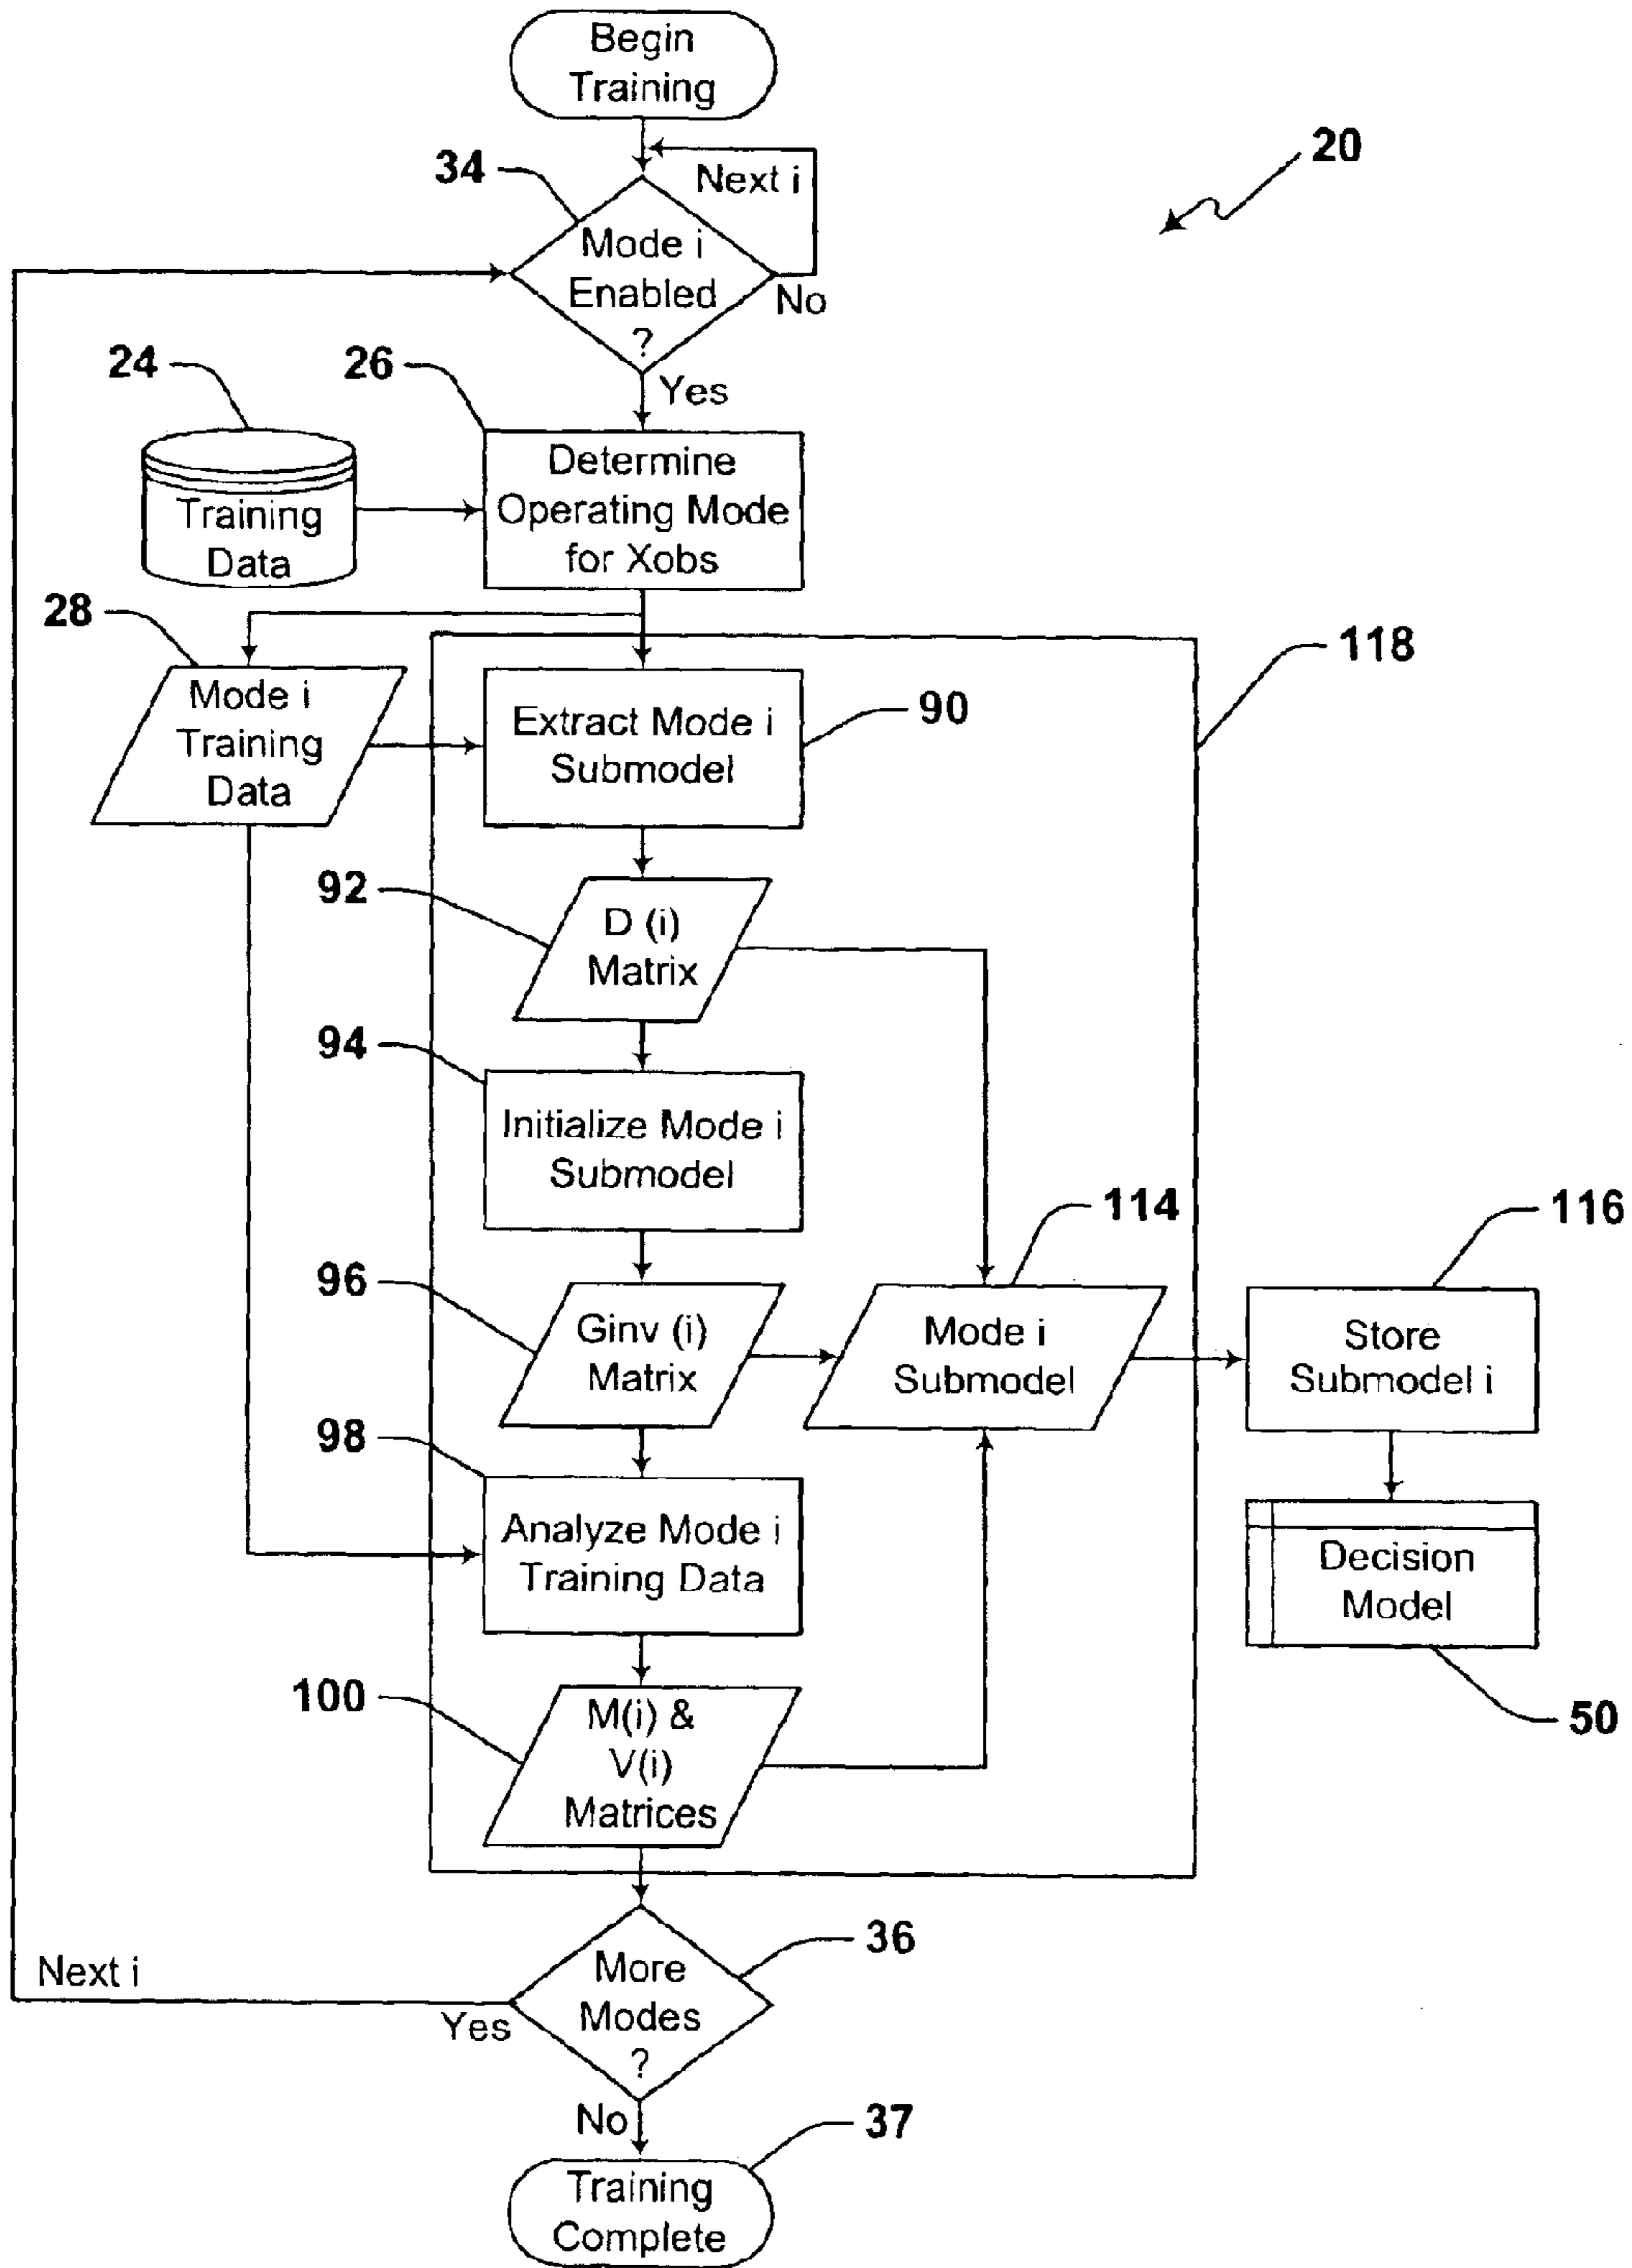 Begin
Training
20
34
Next i
Mode i
Enabled
?
No
24
26
Yes
Training
Data
Determine
Operating Mode
for Xobs
28
118
Mode i
Training
Data
Extract Mode i
Submodel
90
92
D (i)
Matrix
94
Initialize Mode i
Submodel
114
116
96
Ginv (i)
Matrix
Mode i
Submodel
Store
Submodel i
98
Analyze Mode i
Training Data
Decision
Model
50
100
M(i) &
V(i)
Matrices
36
Next i
More
Modes
?
Yes
No
37
Training
Complete